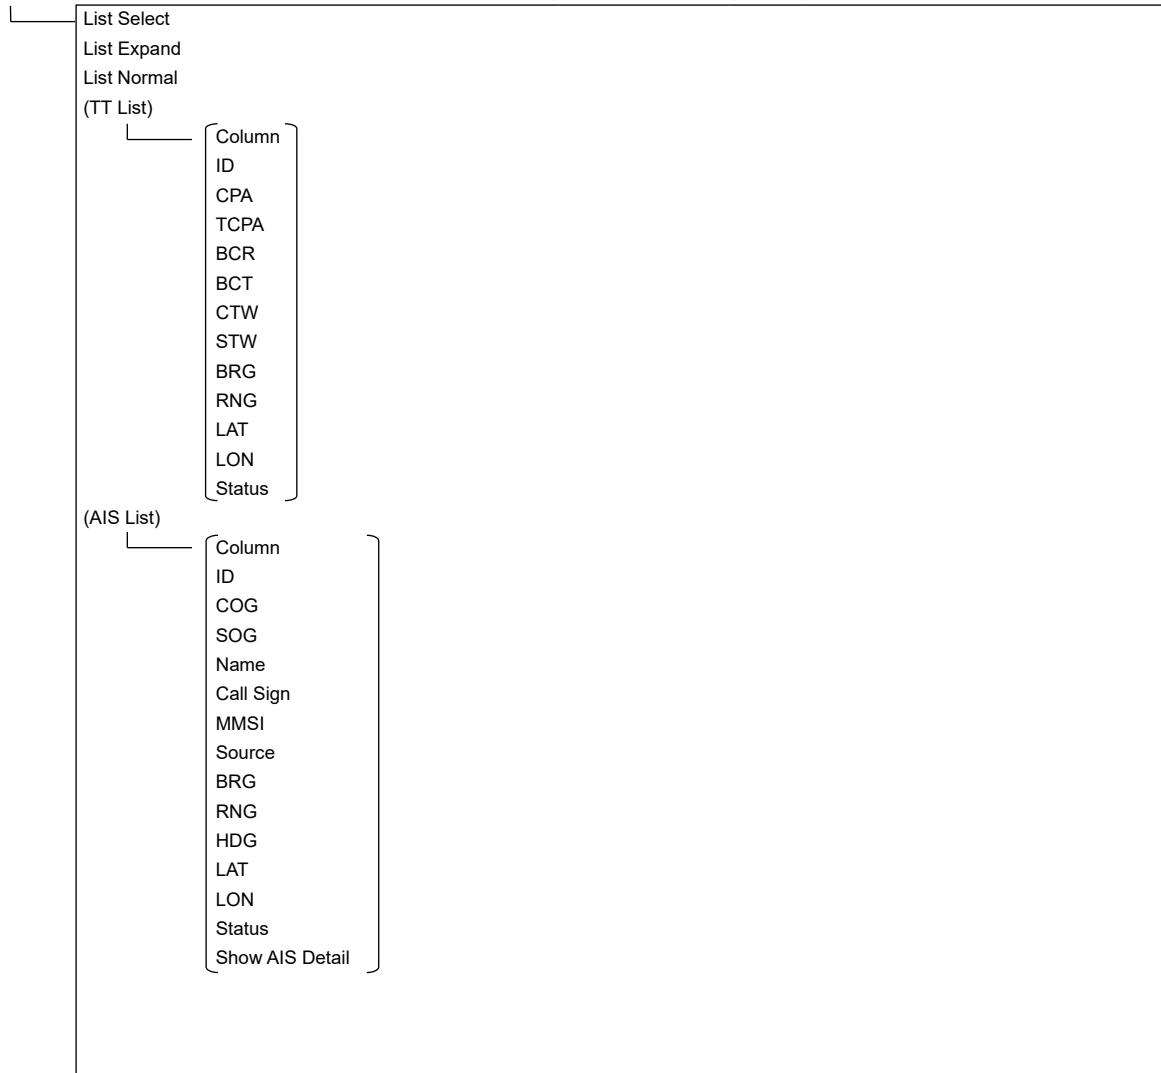 List Select
List Expand
List Normal
(TT List)
Column
ID
CPA
TCPA
BCR
BCT
CTW
STW
BRG
RNG
LAT
LON
Status
(AIS List)
Column
ID
COG
SOG
Name
Call Sign
MMSI
Source
BRG
RNG
HDG
LAT
LON
Status
Show AIS Detail